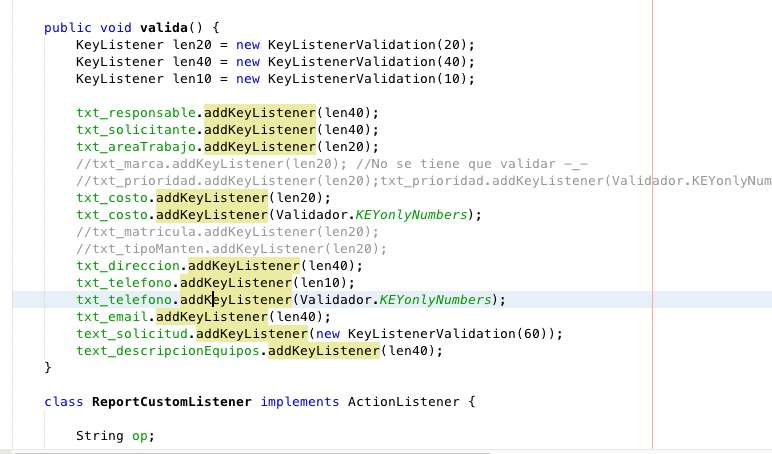 public void valida() {
KeyListener len20 = new KeyListenerValidation(20);
KeyListener len40 = new KeyListenerValidation(40);
KeyListener len10 = new KeyListenerValidation(10);
txt_responsable.addKeyListener(len40);
txt_solicitante.addKeyListener(len40);
txt_areaTrabajo.addKeyListener(len20);
//txt_marca.addKeyListener(len20); //No se tiene que validar -_-
//txt_prioridad.addKeyListener(len20);txt_prioridad.addKeyListener(Validador.KEYonlyNum
txt_costo.addKeyListener(len20);
txt_costo.addKeyListener(Validador.KEYonlyNumbers);
//txt_matricula.addKeyListener(len20);
//txt_tipoManten.addKeyListener(len20);
txt_direccion.addKeyListener(len40);
txt_telefono.addKeyListener(len10);
txt_telefono.addKeyListener(Validador.KEYonlyNumbers);
txt_email.addKeyListener(len40);
text_solicitud.addKeyListener(new KeyListenerValidation(60));
text_descripcionEquipos.addKeyListener(len40);
}
class ReportCustomListener implements ActionListener {
String op;